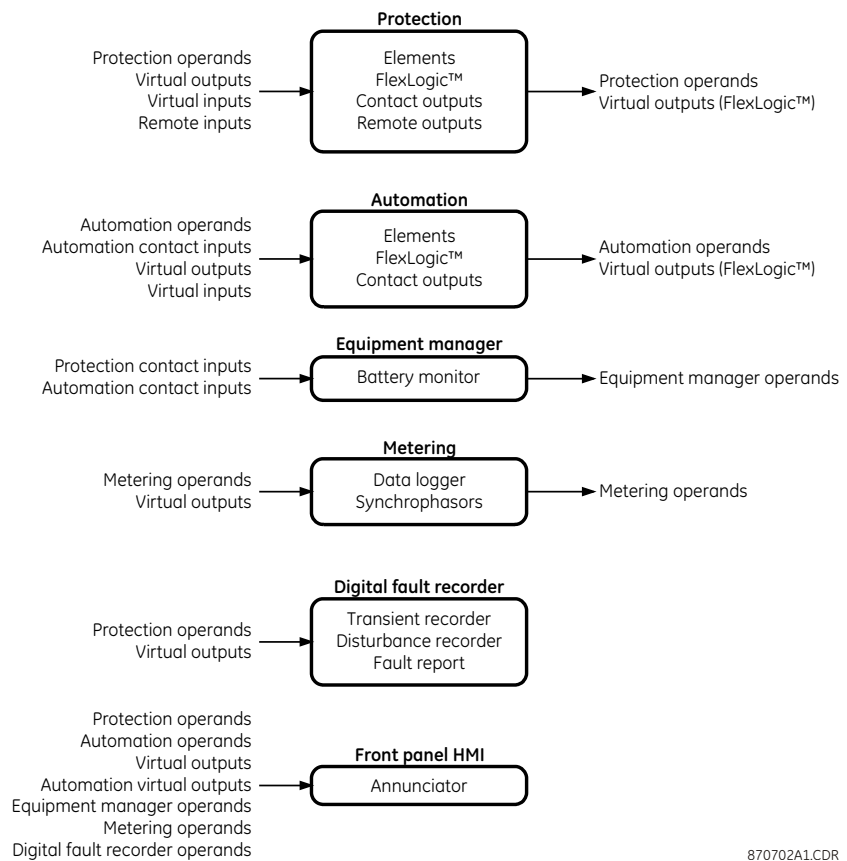 Protection
Protection operands
Virtual outputs
Virtual inputs
Remote inputs
Elements
FlexLogic™
Contact outputs
Remote outputs
Protection operands
Virtual outputs (FlexLogic™)
Automation
Automation operands
Automation contact inputs
Virtual outputs
Virtual inputs
Elements
FlexLogic™
Contact outputs
Automation operands
Virtual outputs (FlexLogic™)
Equipment manager
Protection contact inputs
Automation contact inputs
Battery monitor
Equipment manager operands
Metering
Metering operands
Virtual outputs
Data logger
Synchrophasors
Metering operands
Digital fault recorder
Protection operands
Virtual outputs
Transient recorder
Disturbance recorder
Fault report
Front panel HMI
Protection operands
Automation operands
Virtual outputs
Automation virtual outputs
Equipment manager operands
Metering operands
Digital fault recorder operands
Annunciator
870702A1.CDR